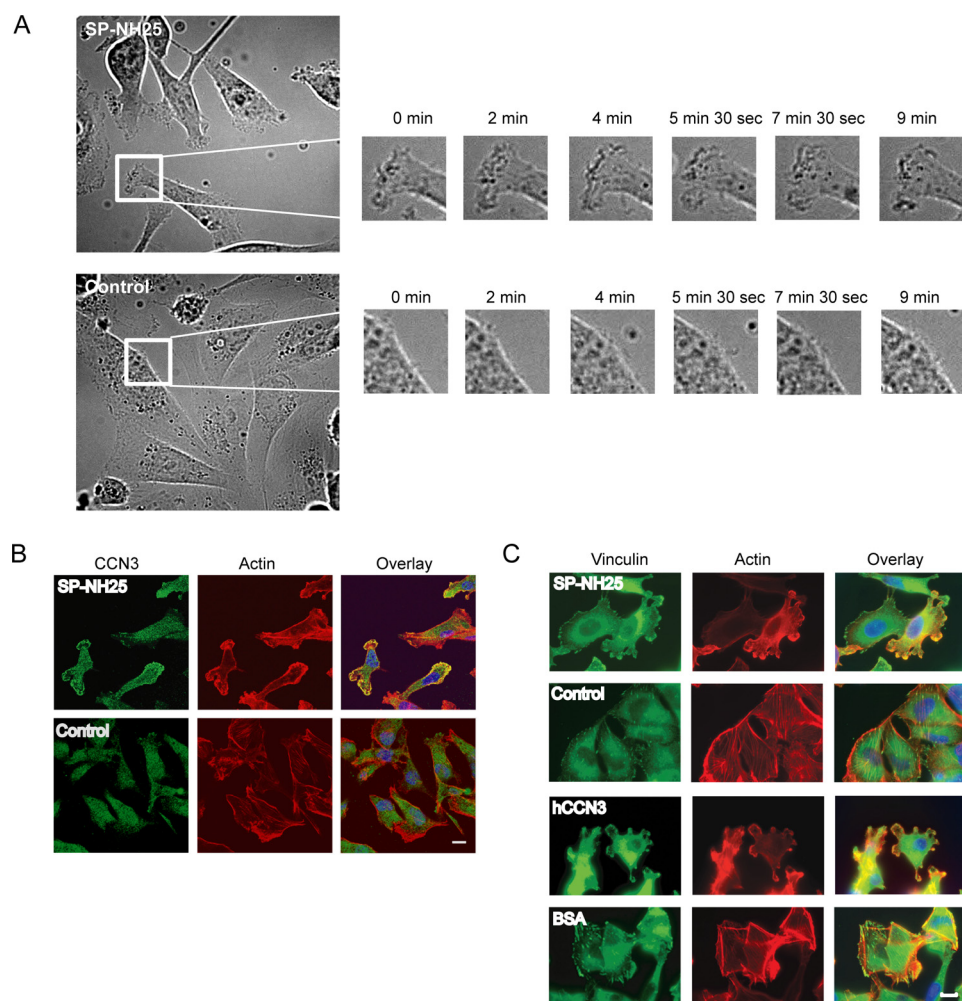 A
SP-NH25
0 min 2 min 4 min 5 min 30 sec 7 min 30 sec 9 min
Control
0 min 2 min 4 min 5 min 30 sec 7 min 30 sec 9 min
B
CCN3 Actin Overlay
SP-NH25
Control
C
Vinculin Actin Overlay
SP-NH25
Control
hCCN3
BSA